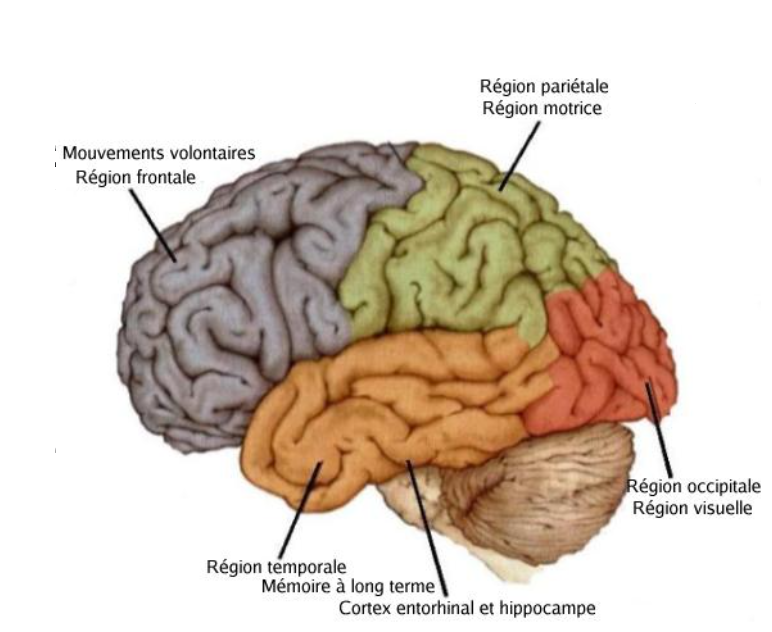 Région pariétale
Région motrice
Mouvements volontaires
Région frontale
Région occipitale
Région visuelle
Région temporale
Mémoire à long terme
Cortex entorhinal et hippocampe